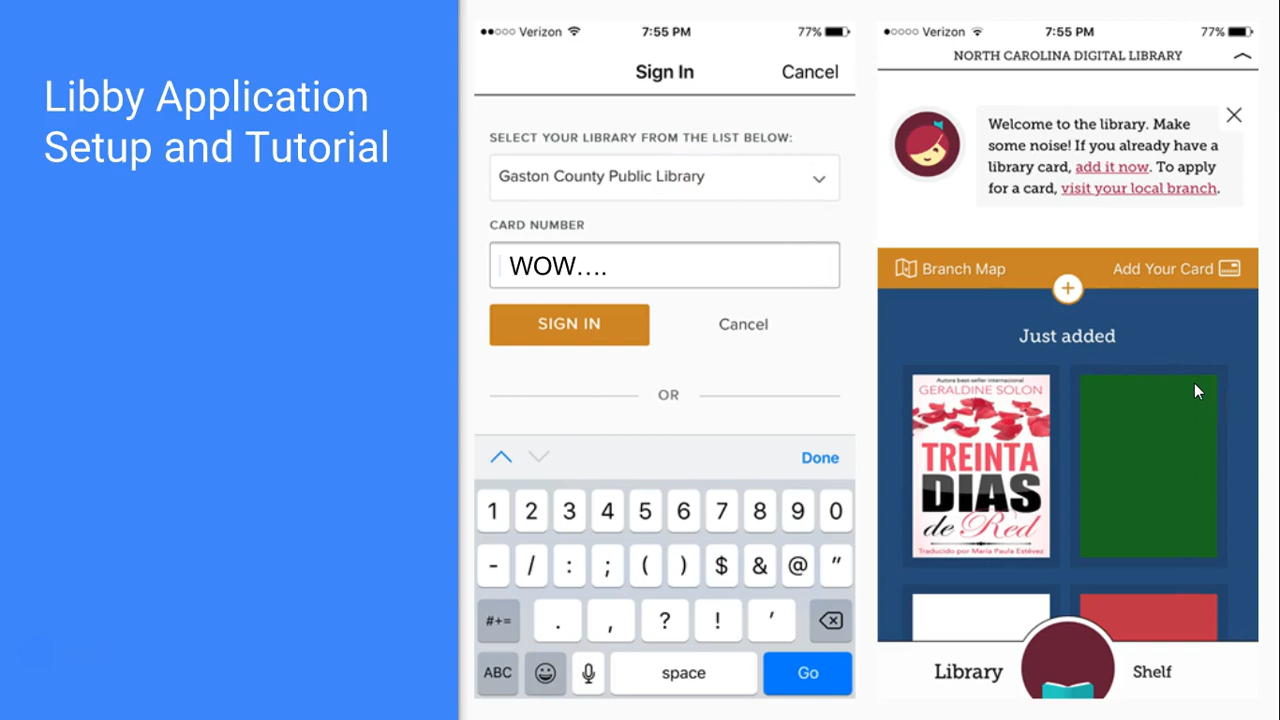 Libby Application
Setup and Tutorial
Verizon 7:55 PM 77%
Sign In Cancel
SELECT YOUR LIBRARY FROM THE LIST BELOW:
Gaston County Public Library
CARD NUMBER
WOW....
SIGN IN Cancel
OR
Done
1 2 3 4 5 6 7 8 9 0
- / : ; ( ) $ & @ "
#+= . , ? ! '
ABC space Go
Verizon 7:55 PM 77%
NORTH CAROLINA DIGITAL LIBRARY
Welcome to the library. Make
some noise! If you already have a
library card, add it now. To apply
for a card, visit your local branch.
Branch Map Add Your Card
+
Just added
Autora best-seller internacional
GERALDINE SOLON
TREINTA
DIAS
de Red
Traducido por María Paula Estévez
Library Shelf